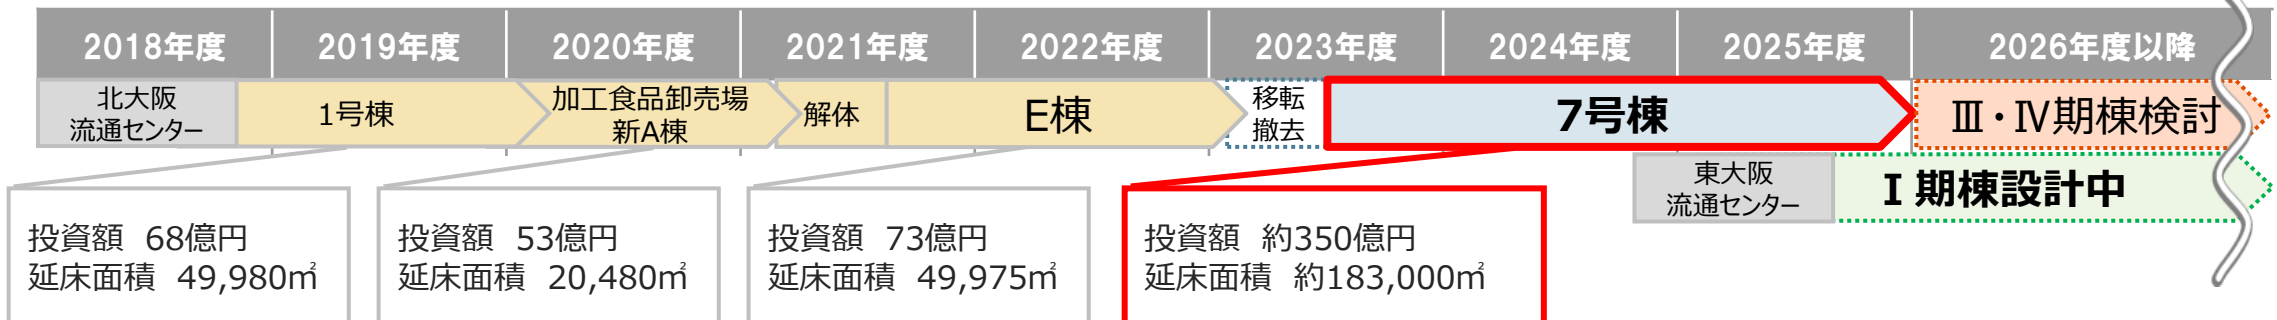 2018年度 2019年度 2020年度 2021年度 2022年度 2023年度 2024年度 2025年度 2026年度以降
北大阪
流通センター
1号棟
加工食品卸売場
新A棟
解体
E棟
移転
撤去
7号棟
Ⅲ・Ⅳ期棟検討
東大阪
流通センター
Ⅰ期棟設計中
投資額 68億円
延床面積 49,980㎡
投資額 53億円
延床面積 20,480㎡
投資額 73億円
延床面積 49,975㎡
投資額 約350億円
延床面積 約183,000㎡